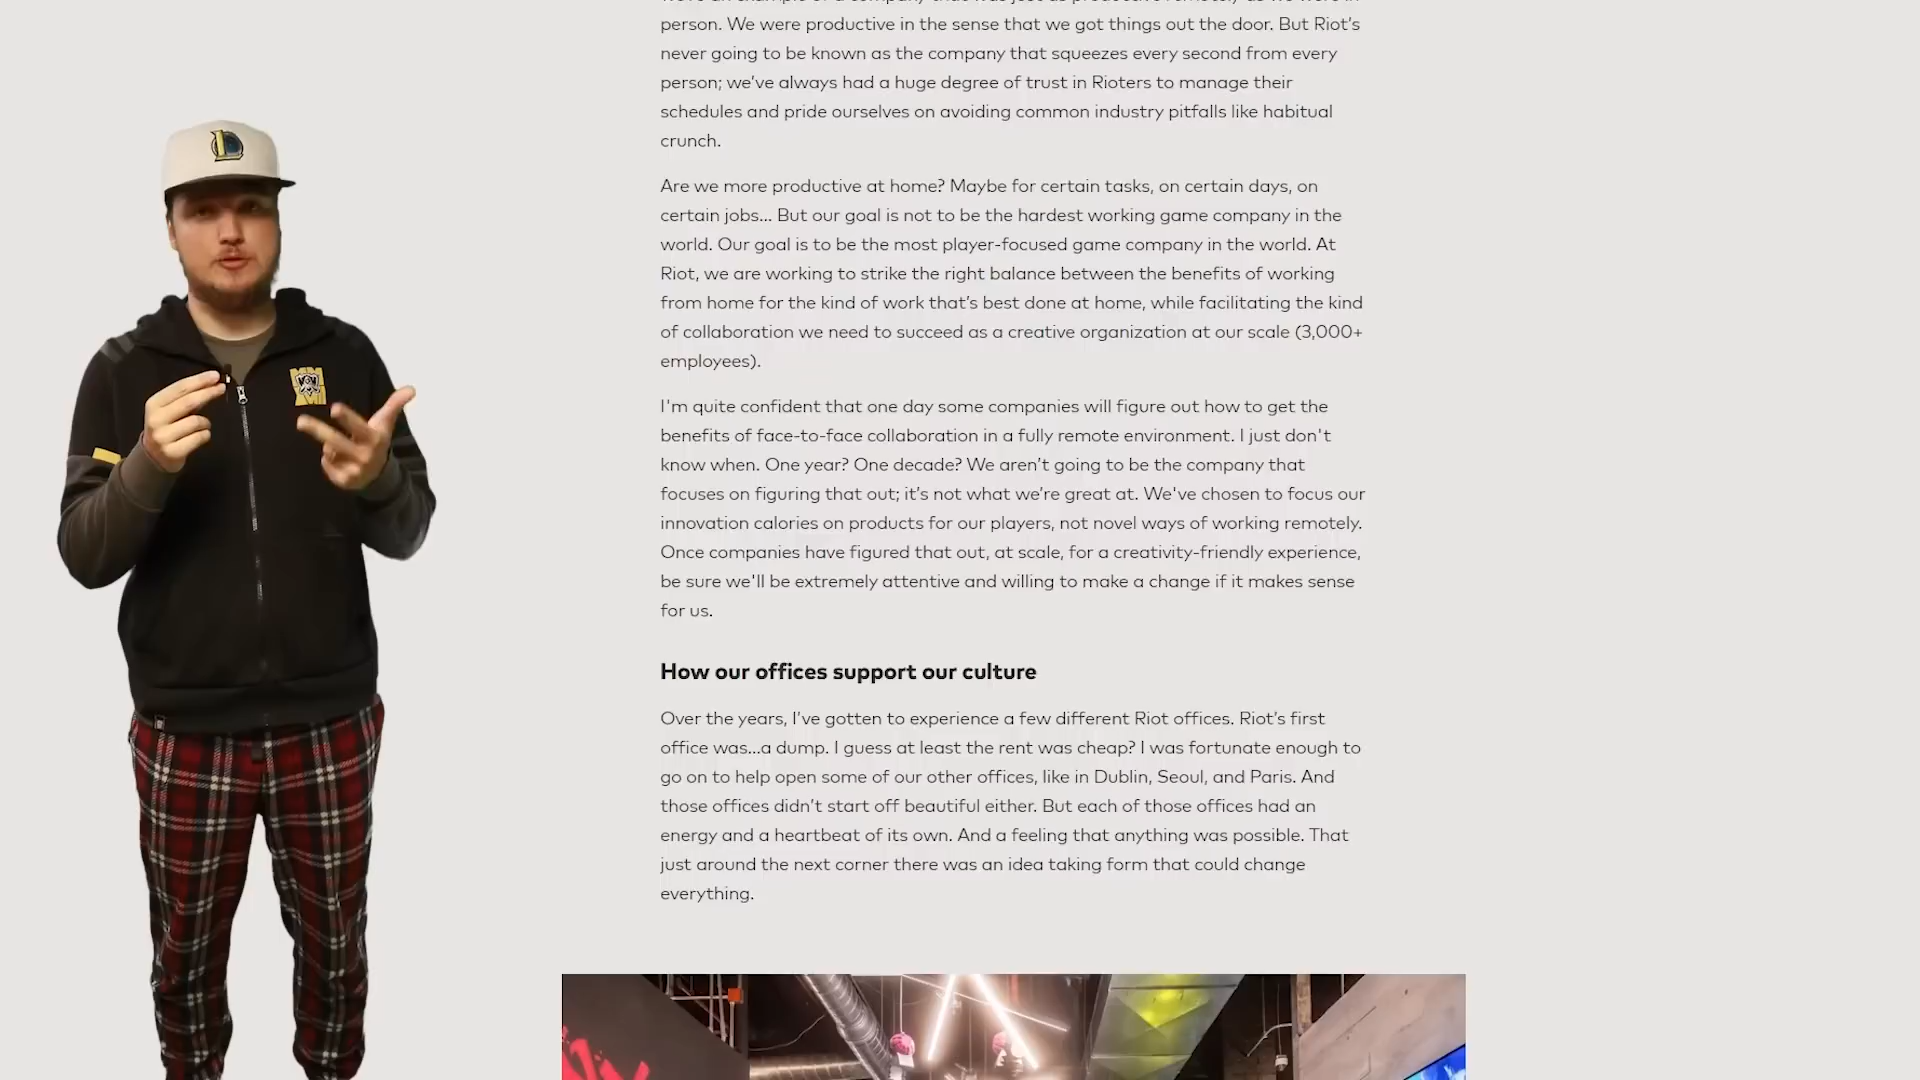 person. We were productive in the sense that we got things out the door. But Riot's
never going to be known as the company that squeezes every second from every
person; we've always had a huge degree of trust in Rioters to manage their
schedules and pride ourselves on avoiding common industry pitfalls like habitual
crunch.
Are we more productive at home? Maybe for certain tasks, on certain days, on
certain jobs... But our goal is not to be the hardest working game company in the
world. Our goal is to be the most player-focused game company in the world. At
Riot, we are working to strike the right balance between the benefits of working
from home for the kind of work that's best done at home, while facilitating the kind
of collaboration we need to succeed as a creative organization at our scale (3,000+
employees).
I'm quite confident that one day some companies will figure out how to get the
benefits of face-to-face collaboration in a fully remote environment. I just don't
know when. One year? One decade? We aren't going to be the company that
focuses on figuring that out; it's not what we're great at. We've chosen to focus our
innovation calories on products for our players, not novel ways of working remotely.
Once companies have figured that out, at scale, for a creativity-friendly experience,
be sure we'll be extremely attentive and willing to make a change if it makes sense
for us.
How our offices support our culture
Over the years, I've gotten to experience a few different Riot offices. Riot's first
office was...a dump. I guess at least the rent was cheap? I was fortunate enough to
go on to help open some of our other offices, like in Dublin, Seoul, and Paris. And
those offices didn't start off beautiful either. But each of those offices had an
energy and a heartbeat of its own. And a feeling that anything was possible. That
just around the next corner there was an idea taking form that could change
everything.